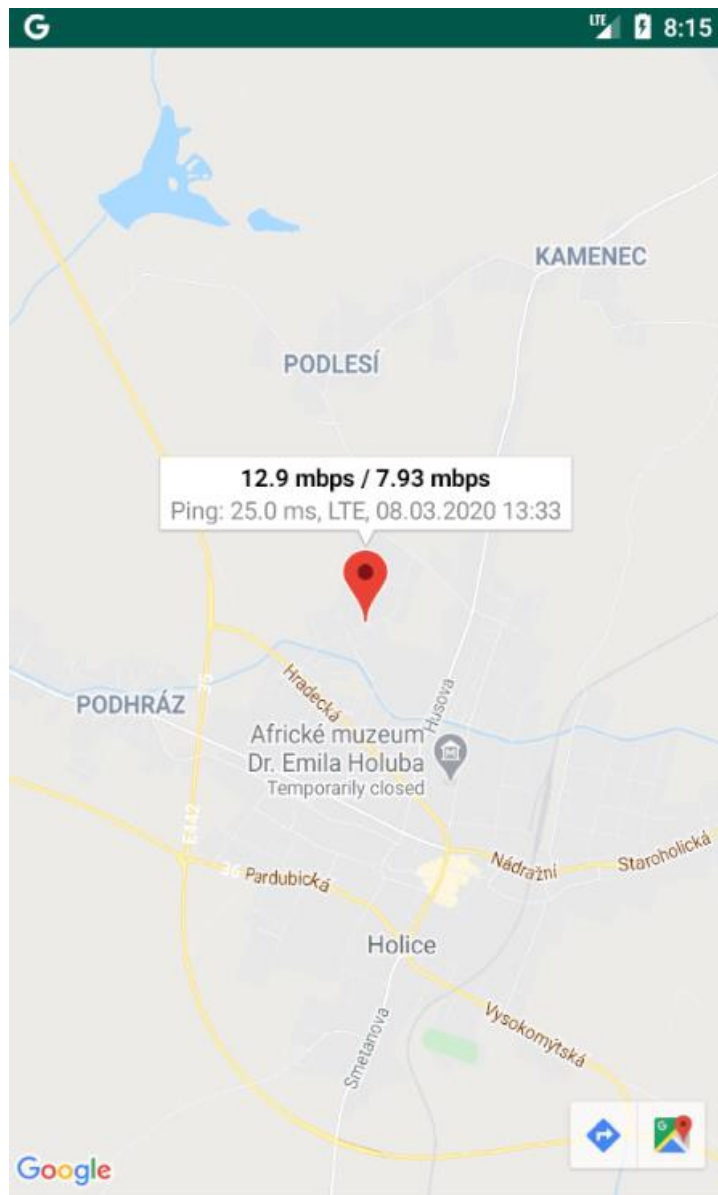 G
LTE
8:15
KAMENEC
PODLESÍ
12.9 mbps / 7.93 mbps
Ping: 25.0 ms, LTE, 08.03.2020 13:33
35
Hradecká
Husova
PODHRÁZ
Africké muzeum
Dr. Emila Holuba
Temporarily closed
E442
36
Pardubická
Nádražní
Staroholická
Holice
Smetanova
Vysokomýtská
G
Google